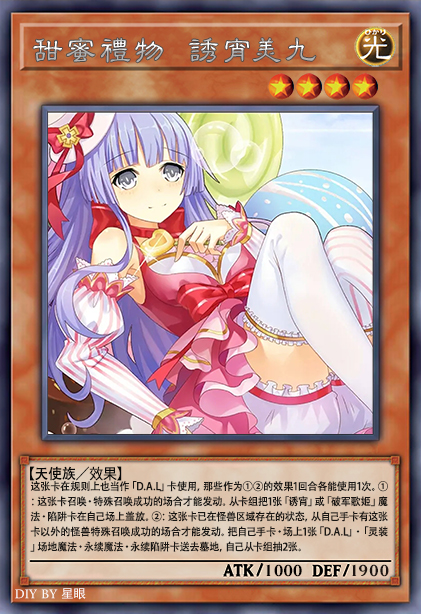 甜蜜禮物 誘宵美九
ひかり
光
【天使族／效果】
这张卡在规则上也当作「D.A.L」卡使用，那些作为①②的效果1回合各能使用1次。①
：这张卡召唤・特殊召唤成功的场合才能发动。从卡组把1张「诱宵」或「破军歌姬」魔
法・陷阱卡在自己场上盖放。②：这张卡已在怪兽区域存在的状态，从自己手卡有这张
卡以外的怪兽特殊召唤成功的场合才能发动。把自己手卡・场上1张「D.A.L」・「灵装
」场地魔法・永续魔法・永续陷阱卡送去墓地，自己从卡组抽2张。
ATK/1000 DEF/1900
DIY BY 星眼